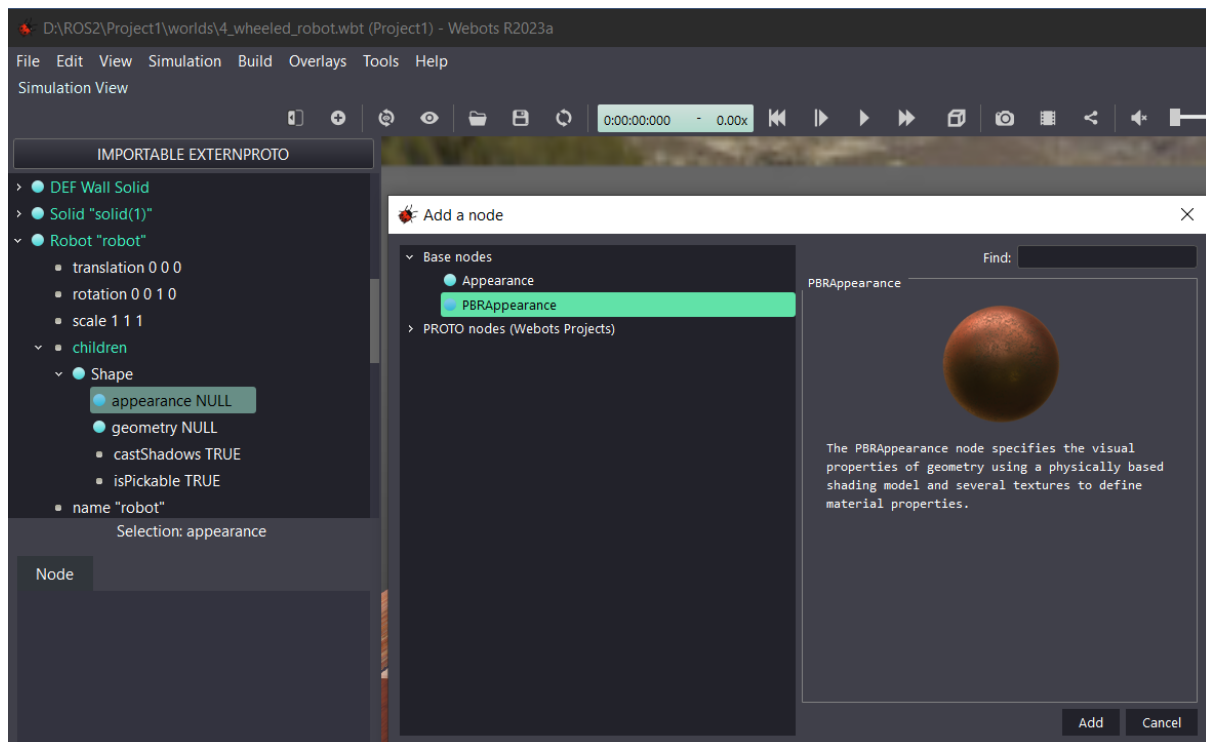 D:\ROS2\Project1\worlds\4_wheeled_robot.wbt (Project1) - Webots R2023a
File Edit View Simulation Build Overlays Tools Help
Simulation View
0:00:00:000 - 0.00x
IMPORTABLE EXTERNPROTO
DEF Wall Solid
Solid "solid(1)"
Robot "robot"
translation 0 0 0
rotation 0 0 1 0
scale 1 1 1
children
Shape
appearance NULL
geometry NULL
castShadows TRUE
isPickable TRUE
name "robot"
Selection: appearance
Node
Add a node
Base nodes
Appearance
PBRAppearance
PROTO nodes (Webots Projects)
Find:
PBRAppearance
The PBRAppearance node specifies the visual
properties of geometry using a physically based
shading model and several textures to define
material properties.
Add Cancel